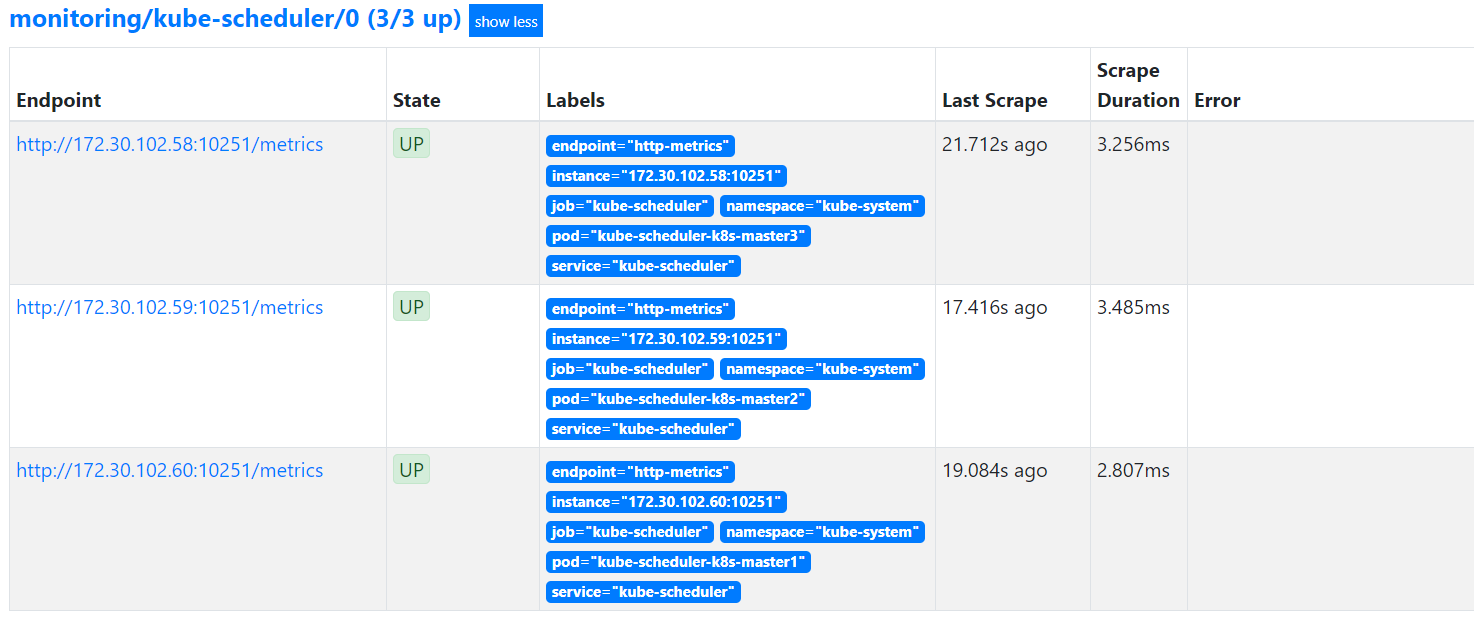 monitoring/kube-scheduler/0 (3/3 up) show less
Endpoint State Labels Last Scrape Scrape Duration Error
http://172.30.102.58:10251/metrics UP endpoint="http-metrics" 21.712s ago 3.256ms
instance="172.30.102.58:10251"
job="kube-scheduler" namespace="kube-system"
pod="kube-scheduler-k8s-master3"
service="kube-scheduler"
http://172.30.102.59:10251/metrics UP endpoint="http-metrics" 17.416s ago 3.485ms
instance="172.30.102.59:10251"
job="kube-scheduler" namespace="kube-system"
pod="kube-scheduler-k8s-master2"
service="kube-scheduler"
http://172.30.102.60:10251/metrics UP endpoint="http-metrics" 19.084s ago 2.807ms
instance="172.30.102.60:10251"
job="kube-scheduler" namespace="kube-system"
pod="kube-scheduler-k8s-master1"
service="kube-scheduler"